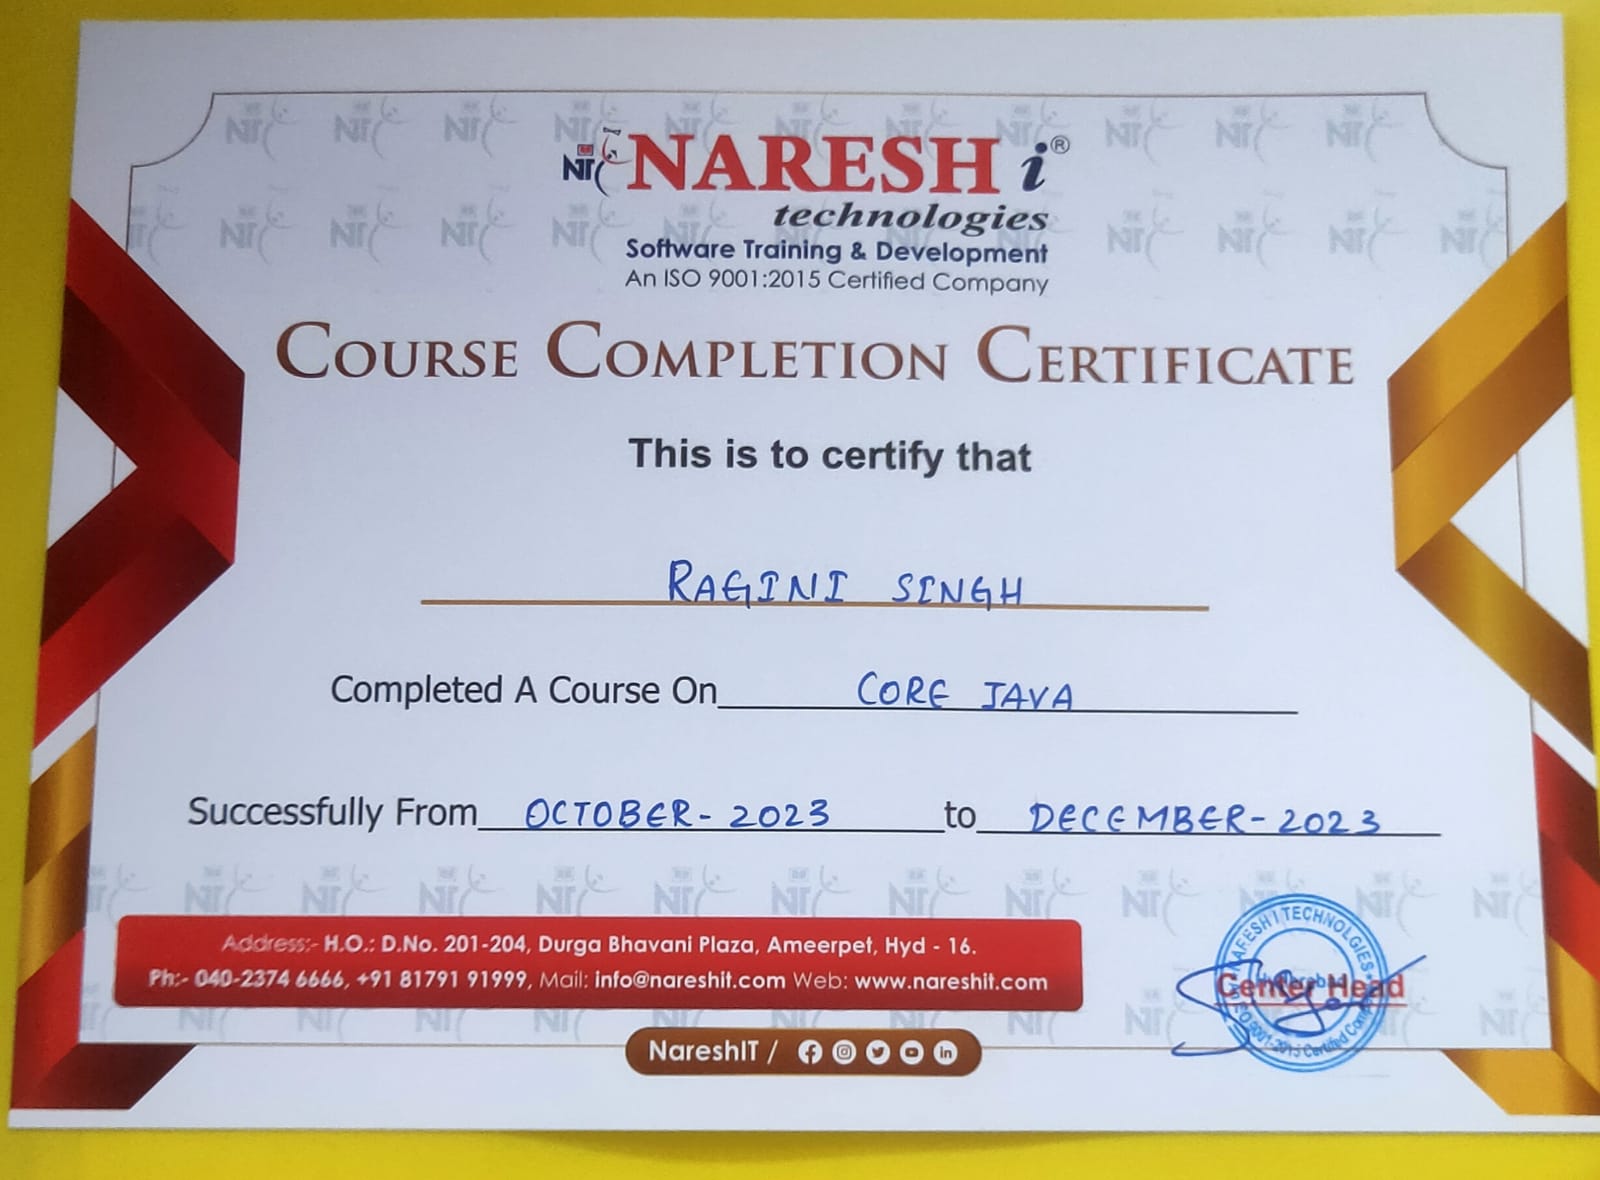 NARESH i®
technologies
Software Training & Development
An ISO 9001:2015 Certified Company
COURSE COMPLETION CERTIFICATE
This is to certify that
RAGINI SINGH
Completed A Course On CORE JAVA
Successfully From OCTOBER-2023 to DECEMBER-2023
Address:- H.O.: D.No. 201-204, Durga Bhavani Plaza, Ameerpet, Hyd - 16.
Ph:- 040-2374 6666, +91 81791 91999, Mail: info@nareshit.com Web: www.nareshit.com
NARESH I TECHNOLOGIES
Center Head
ISO 9001-2015 Certified
NareshIT /